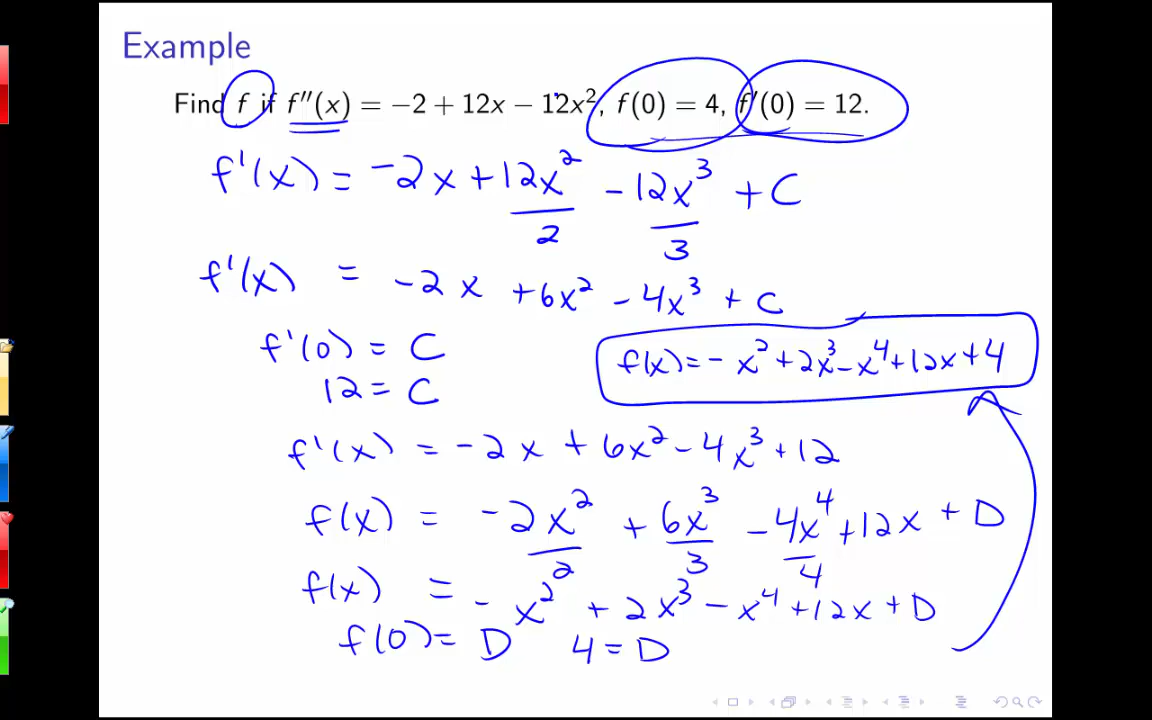 Example
Find f if f″(x) = −2 + 12x − 12x², f(0) = 4, f′(0) = 12.
f'(x) = -2x + 12x²/2 - 12x³/3 + C
f'(x) = -2x + 6x² - 4x³ + C
f'(0) = C
12 = C
f(x) = - x² + 2x³ - x⁴ + 12x + 4
f'(x) = -2x + 6x² - 4x³ + 12
f(x) = -2x²/2 + 6x³/3 - 4x⁴/4 + 12x + D
f(x) = - x² + 2x³ - x⁴ + 12x + D
f(0) = D 4 = D